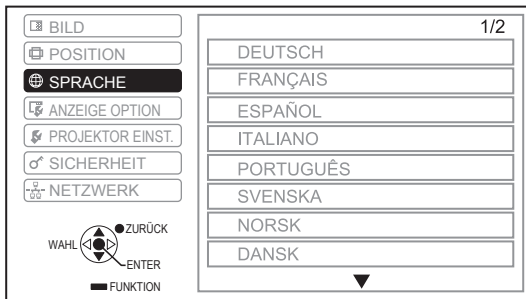 BILD
POSITION
SPRACHE
ANZEIGE OPTION
PROJEKTOR EINST.
SICHERHEIT
NETZWERK
ZURÜCK
WAHL
ENTER
FUNKTION
1/2
DEUTSCH
FRANÇAIS
ESPAÑOL
ITALIANO
PORTUGUÊS
SVENSKA
NORSK
DANSK